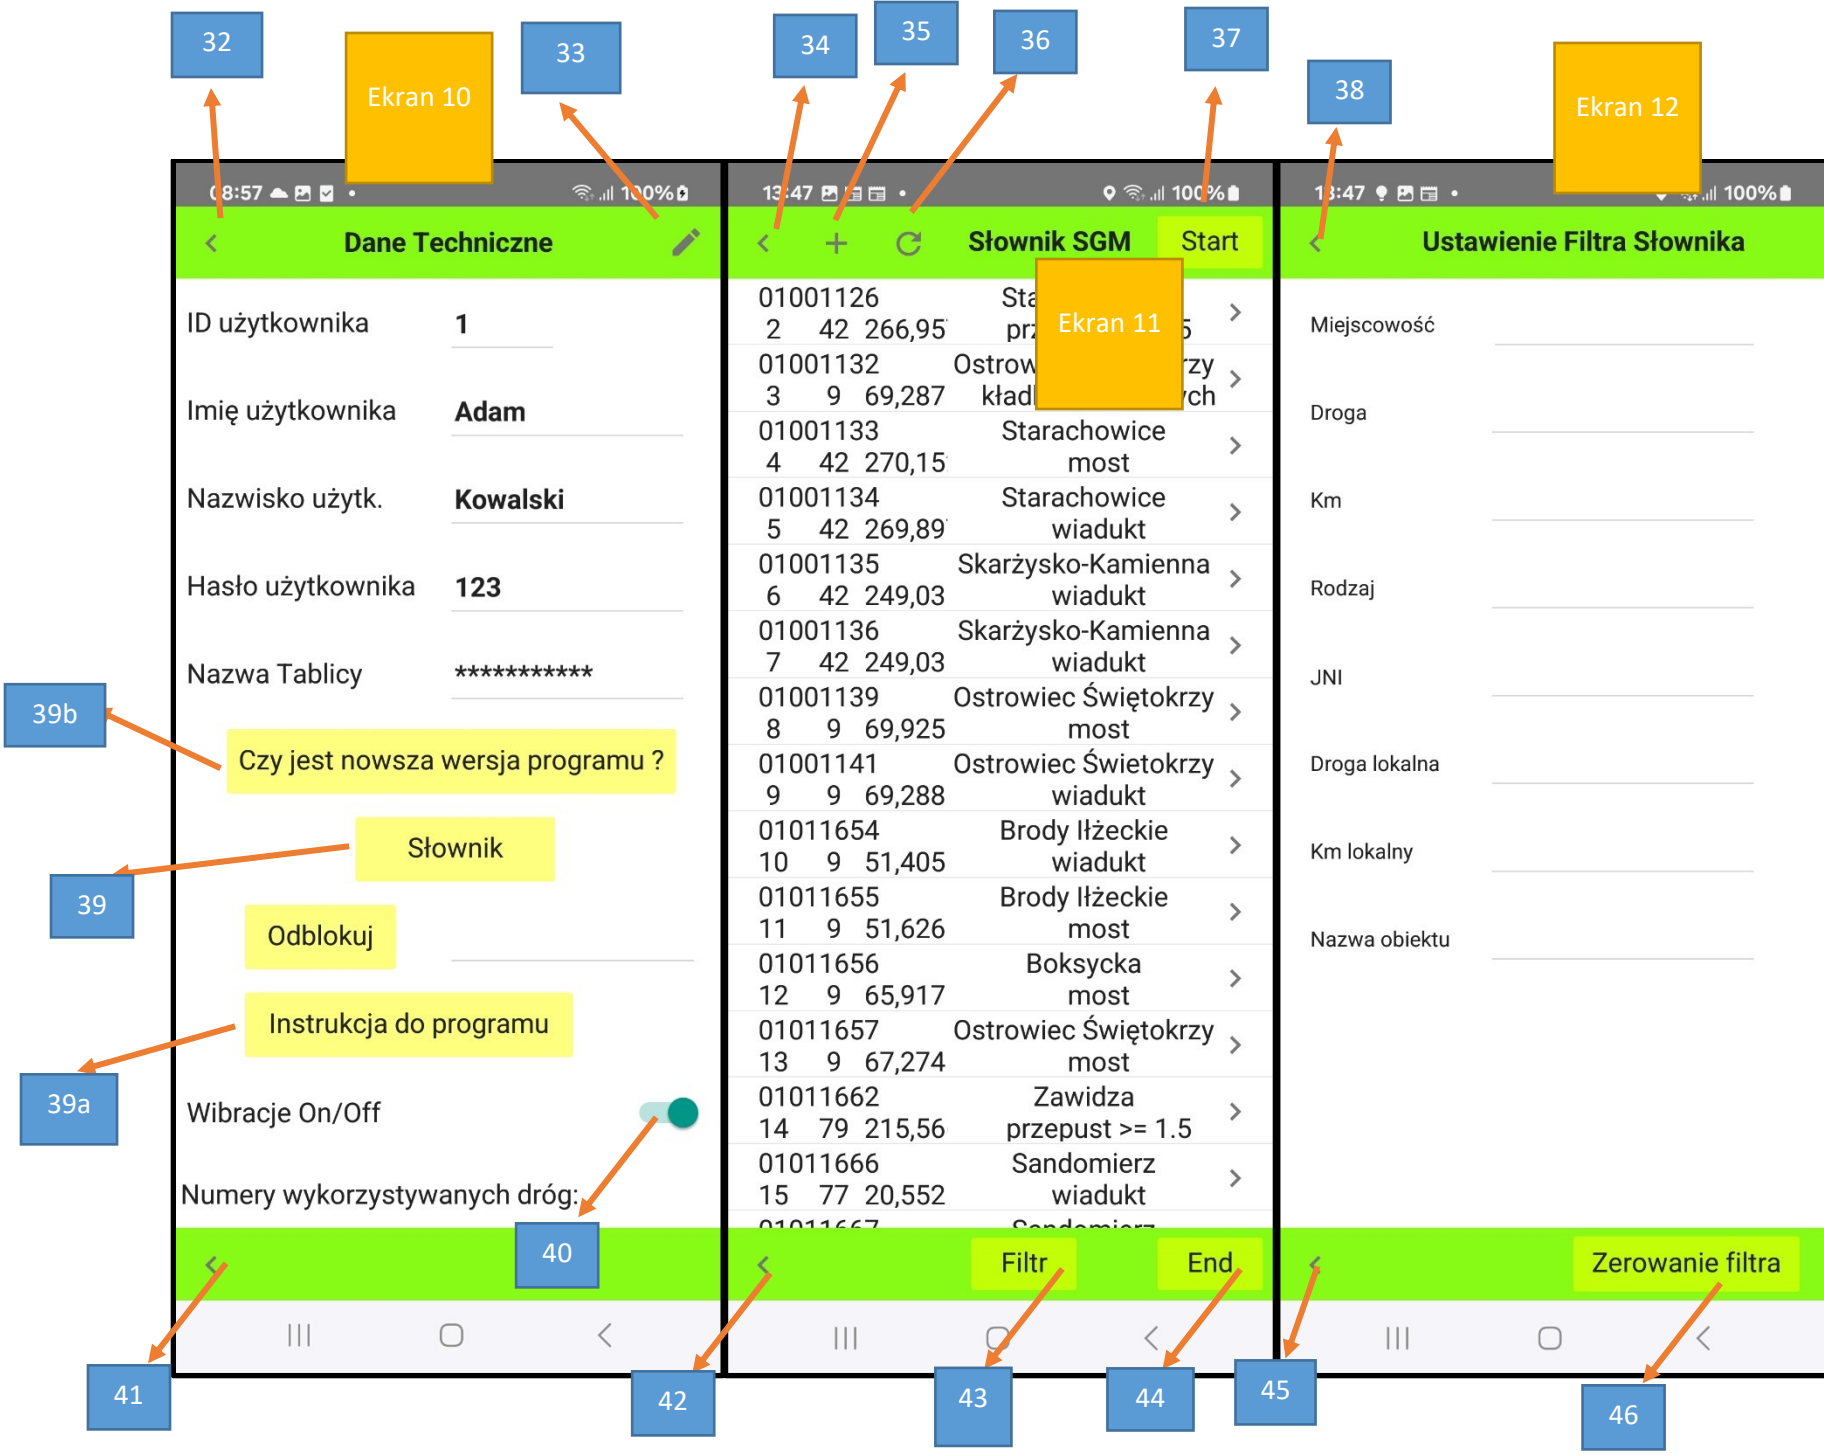 32
Ekran 10
33
34
35
36
37
38
Ekran 12
08:57
100%
Dane Techniczne
ID użytkownika 1
Imię użytkownika Adam
Nazwisko użytk. Kowalski
Hasło użytkownika 123
Nazwa Tablicy ***********
39b
Czy jest nowsza wersja programu ?
Słownik
39
Odblokuj
Instrukcja do programu
39a
Wibracje On/Off
Numery wykorzystywanych dróg:
40
41
13:47
100%
Słownik SGM Start
Ekran 11
01001126
2 42 266,95
01001132
3 9 69,287
01001133 Starachowice
4 42 270,15 most
01001134 Starachowice
5 42 269,89 wiadukt
01001135 Skarżysko-Kamienna
6 42 249,03 wiadukt
01001136 Skarżysko-Kamienna
7 42 249,03 wiadukt
01001139 Ostrowiec Świętokrzy
8 9 69,925 most
01001141 Ostrowiec Świetokrzy
9 9 69,288 wiadukt
01011654 Brody Iłżeckie
10 9 51,405 wiadukt
01011655 Brody Iłżeckie
11 9 51,626 most
01011656 Boksycka
12 9 65,917 most
01011657 Ostrowiec Świętokrzy
13 9 67,274 most
01011662 Zawidza
14 79 215,56 przepust >= 1.5
01011666 Sandomierz
15 77 20,552 wiadukt
01011667 Sandomierz
Filtr End
42
43
44
13:47
100%
Ustawienie Filtra Słownika
Miejscowość
Droga
Km
Rodzaj
JNI
Droga lokalna
Km lokalny
Nazwa obiektu
Zerowanie filtra
45
46